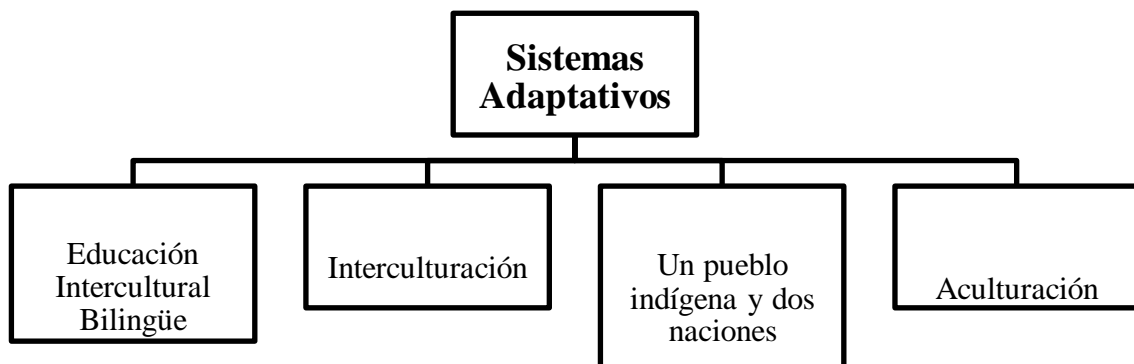 Sistemas
Adaptativos
Educación
Intercultural
Bilingüe
Interculturación
Un pueblo
indígena y dos
naciones
Aculturación